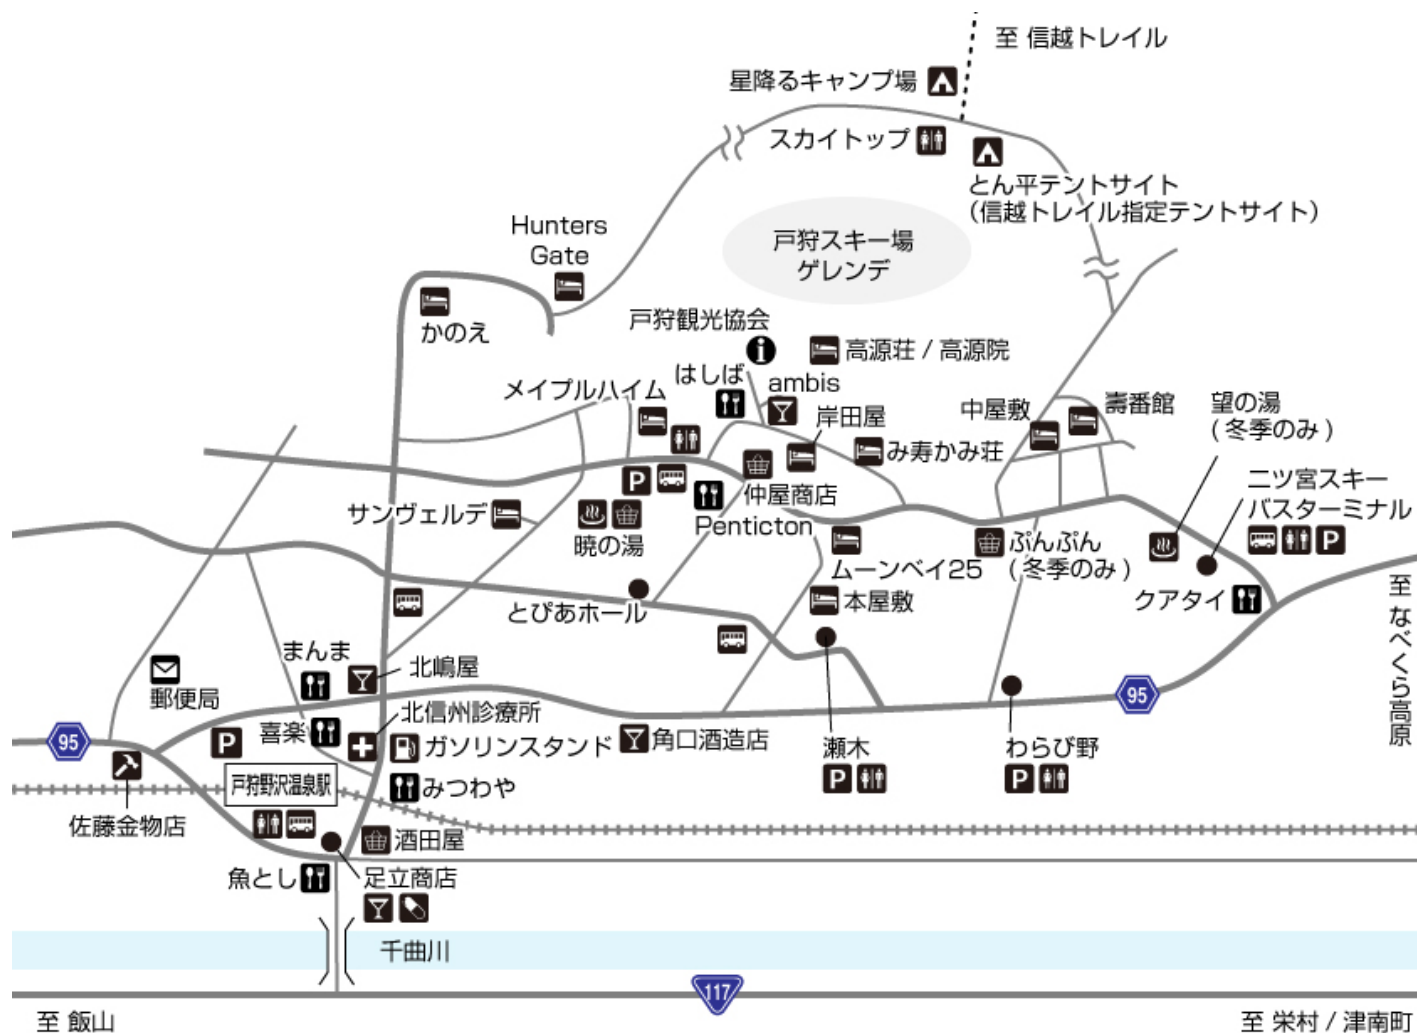 至 信越トレイル
星降るキャンプ場
スカイトップ
とん平テントサイト
(信越トレイル指定テントサイト)
Hunters
Gate
戸狩スキー場
ゲレンデ
かのえ
戸狩観光協会
高源荘 / 高源院
はしば
ambis
メイプルハイム
岸田屋
中屋敷
壽番館
望の湯
(冬季のみ)
み寿かみ荘
二ツ宮スキー
バスターミナル
P
仲屋商店
サンヴェルデ
Penticton
暁の湯
ムーンベイ25
ぷんぷん
(冬季のみ)
P
とぴあホール
本屋敷
クアタイ
至 なべくら高原
まんま
北嶋屋
郵便局
北信州診療所
喜楽
ガソリンスタンド
角口酒造店
瀬木
わらび野
95
95
P
P
P
戸狩野沢温泉駅
みつわや
佐藤金物店
酒田屋
魚とし
足立商店
千曲川
117
至 飯山
至 栄村 / 津南町